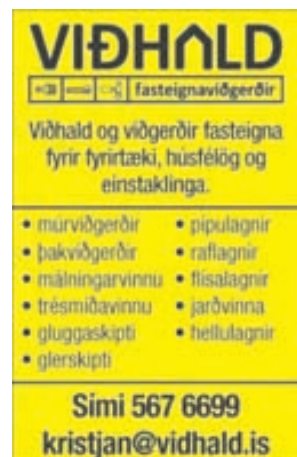 VIÐHALD
fasteignaviðgerðir
Viðhald og viðgerðir fasteigna
fyrir fyrirtæki, húsfélög og
einstaklinga.
• múrviðgerðir
• þakviðgerðir
• málningarvinnu
• trésmíðavinnu
• gluggaskipti
• glerskipti
• pípulagnir
• raflagnir
• flísalagnir
• jarðvinna
• hellulagnir
Sími 567 6699
kristjan@vidhald.is